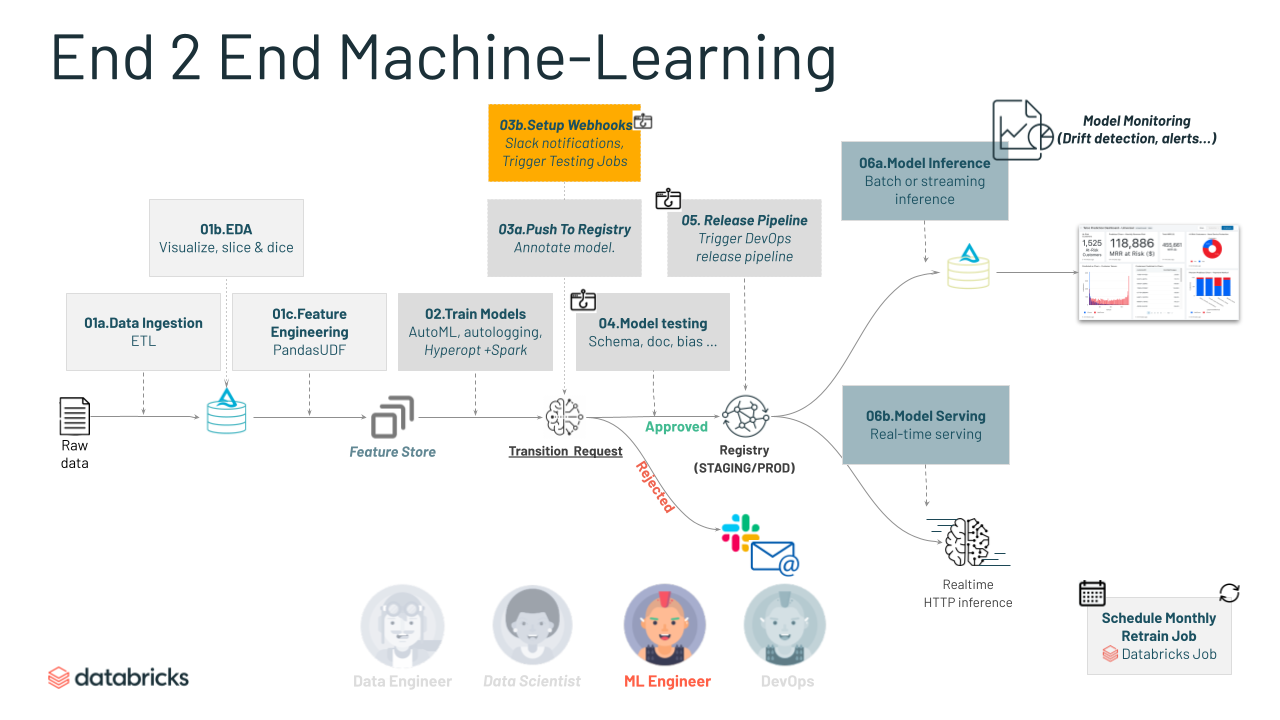 End 2 End Machine-Learning
03b.Setup Webhooks
Slack notifications,
Trigger Testing Jobs
Model Monitoring
(Drift detection, alerts...)
06a.Model Inference
Batch or streaming
inference
01b.EDA
Visualize, slice & dice
03a.Push To Registry
Annotate model.
05. Release Pipeline
Trigger DevOps
release pipeline
1,525
At-Risk
Customers
118,886
MRR at Risk ($)
01a.Data Ingestion
ETL
01c.Feature
Engineering
PandasUDF
02.Train Models
AutoML, autologging,
Hyperopt +Spark
04.Model testing
Schema, doc, bias ...
Raw
data
Feature Store
Transition Request
Approved
Rejected
Registry
(STAGING/PROD)
06b.Model Serving
Real-time serving
Realtime
HTTP inference
Schedule Monthly
Retrain Job
Databricks Job
databricks
Data Engineer
Data Scientist
ML Engineer
DevOps